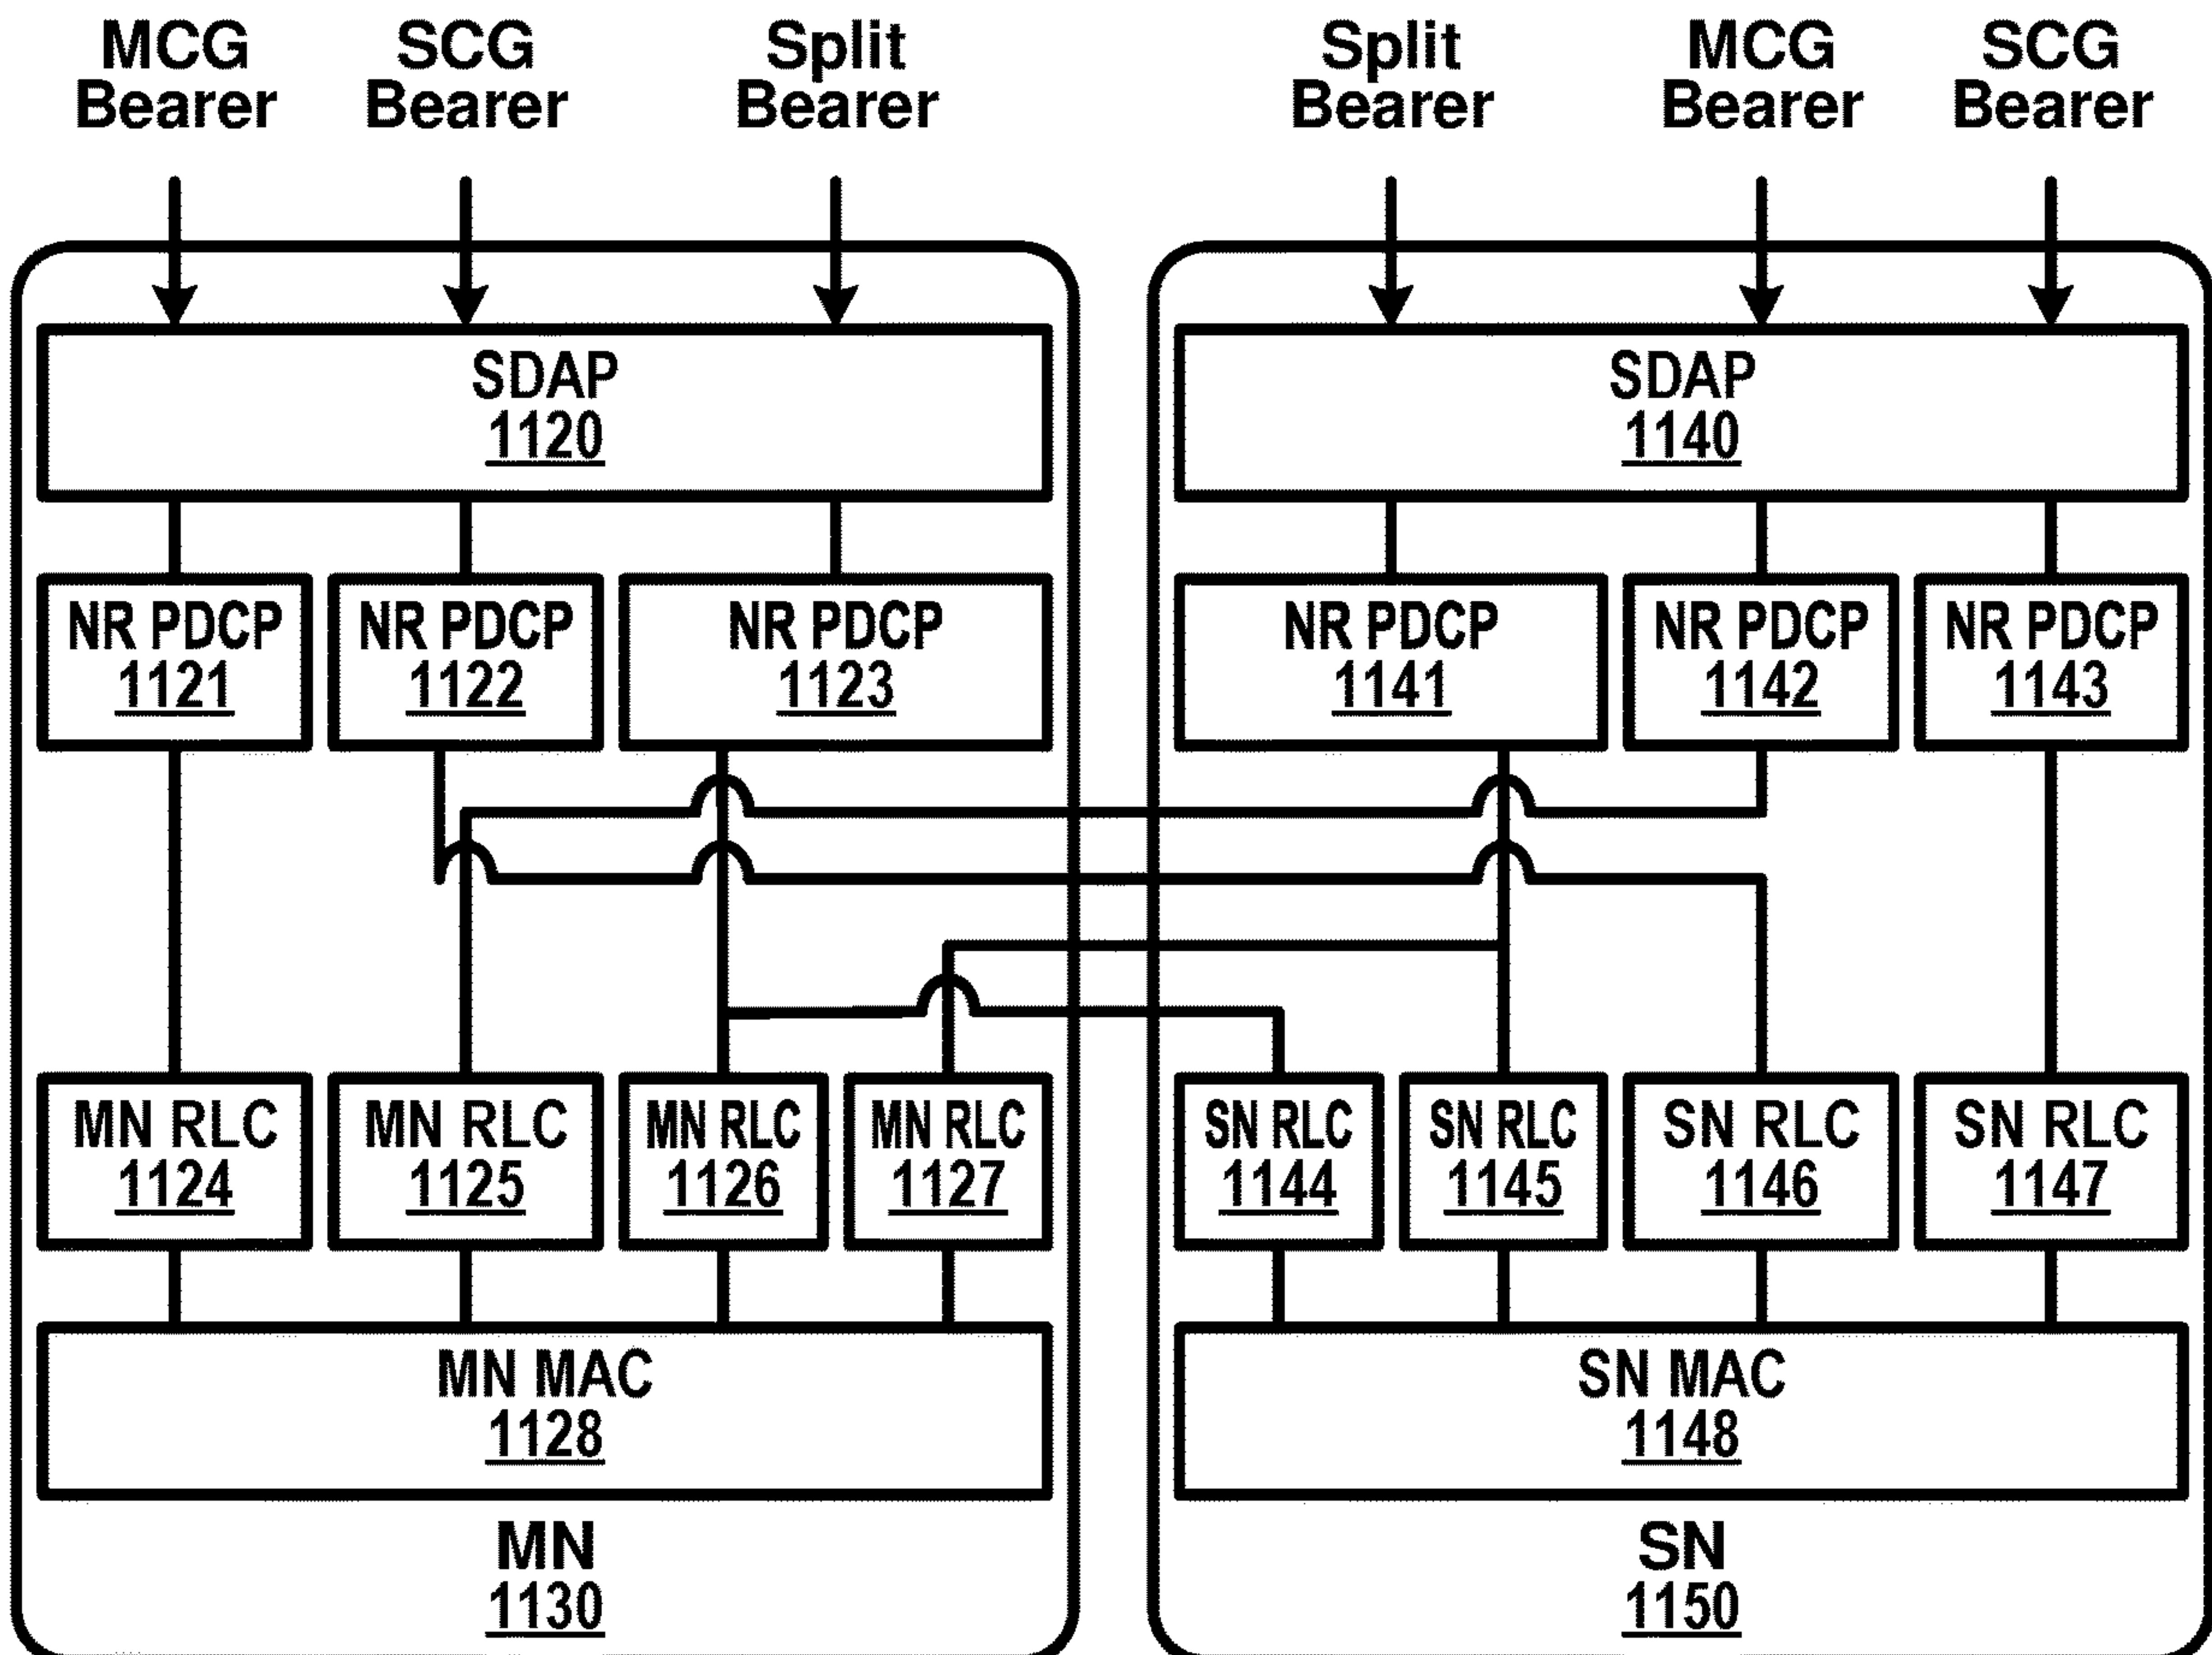 MCG
Bearer
SCG
Bearer
Split
Bearer
Split
Bearer
MCG
Bearer
SCG
Bearer
SDAP
1120
SDAP
1140
NR PDCP
1121
NR PDCP
1122
NR PDCP
1123
NR PDCP
1141
NR PDCP
1142
NR PDCP
1143
MN RLC
1124
MN RLC
1125
MN RLC
1126
MN RLC
1127
SN RLC
1144
SN RLC
1145
SN RLC
1146
SN RLC
1147
MN MAC
1128
SN MAC
1148
MN
1130
SN
1150